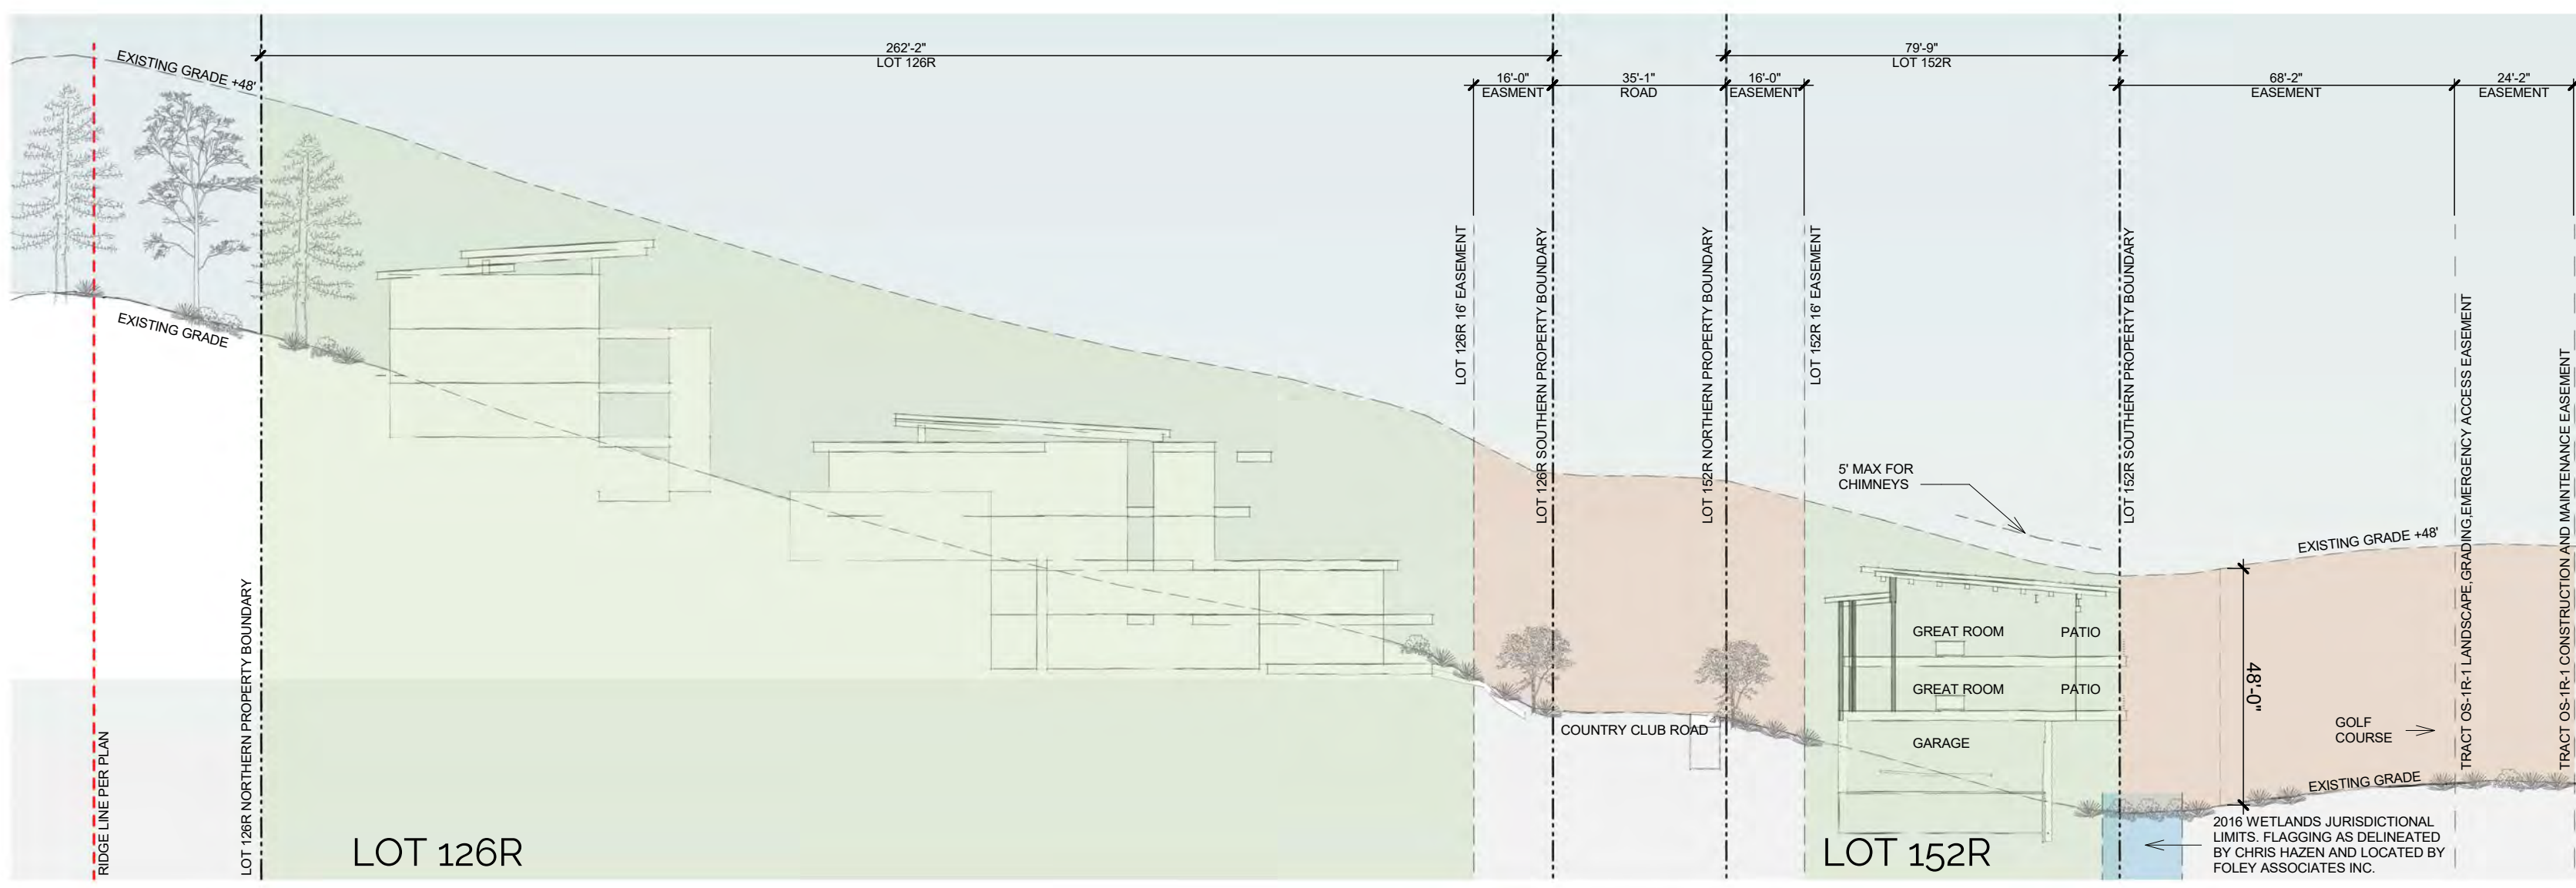 262'-2"
LOT 126R
79'-9"
LOT 152R
EXISTING GRADE +48'
16'-0"
EASMENT
35'-1"
ROAD
16'-0"
EASEMENT
68'-2"
EASEMENT
24'-2"
EASEMENT
EXISTING GRADE
RIDGE LINE PER PLAN
LOT 126R NORTHERN PROPERTY BOUNDARY
LOT 126R 16' EASEMENT
LOT 126R SOUTHERN PROPERTY BOUNDARY
LOT 152R NORTHERN PROPERTY BOUNDARY
LOT 152R 16' EASEMENT
LOT 152R SOUTHERN PROPERTY BOUNDARY
TRACT OS-1R-1 LANDSCAPE,GRADING,EMERGENCY ACCESS EASEMENT
TRACT OS-1R-1 CONSTRUCTION AND MAINTENANCE EASEMENT
5' MAX FOR
CHIMNEYS
EXISTING GRADE +48'
GREAT ROOM
PATIO
GREAT ROOM
PATIO
GARAGE
48'-0"
COUNTRY CLUB ROAD
GOLF
COURSE
EXISTING GRADE
2016 WETLANDS JURISDICTIONAL
LIMITS. FLAGGING AS DELINEATED
BY CHRIS HAZEN AND LOCATED BY
FOLEY ASSOCIATES INC.
LOT 126R
LOT 152R